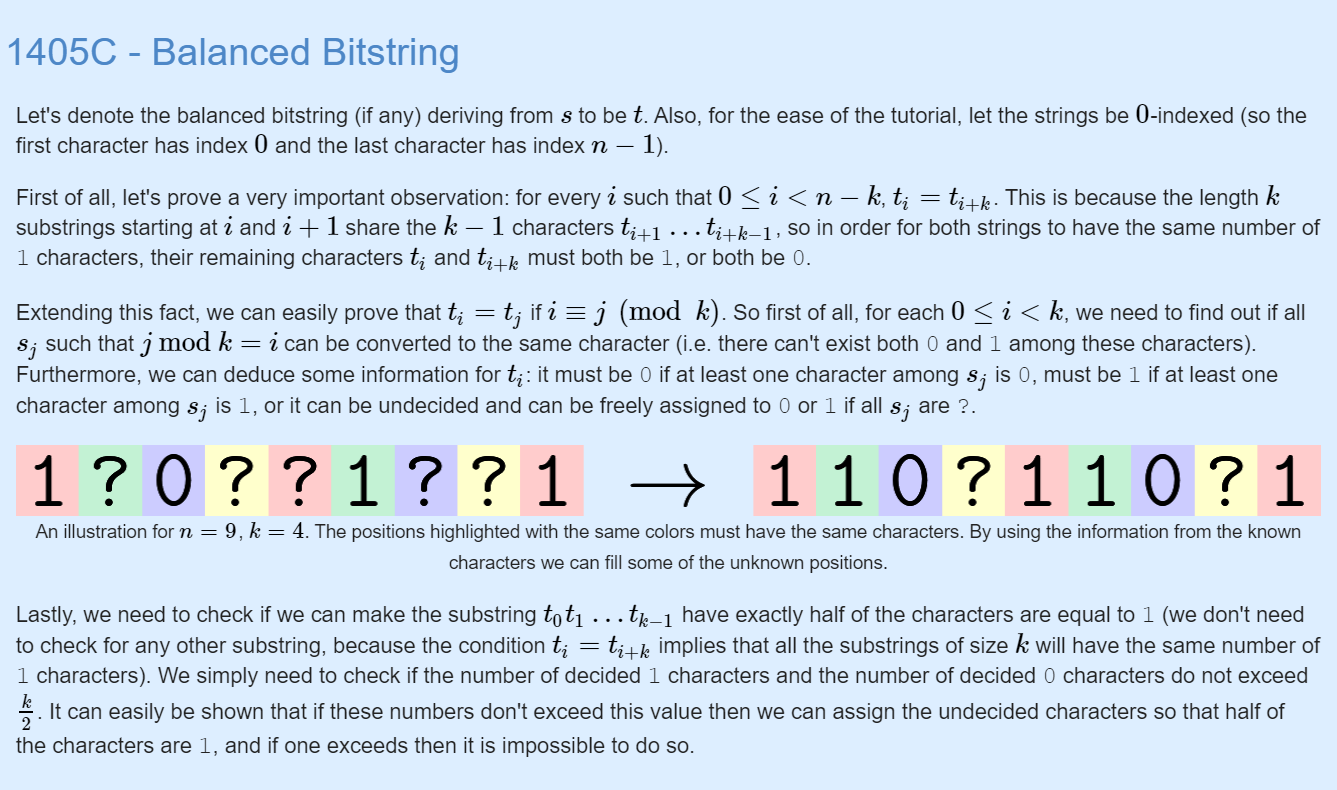 1405C - Balanced Bitstring
Let's denote the balanced bitstring (if any) deriving from s to be t. Also, for the ease of the tutorial, let the strings be 0-indexed (so the
first character has index 0 and the last character has index n − 1).
First of all, let's prove a very important observation: for every i such that 0 ≤ i < n − k, t_i = t_{i+k}. This is because the length k
substrings starting at i and i + 1 share the k − 1 characters t_{i+1} … t_{i+k−1}, so in order for both strings to have the same number of
1 characters, their remaining characters t_i and t_{i+k} must both be 1, or both be 0.
Extending this fact, we can easily prove that t_i = t_j if i ≡ j (mod k). So first of all, for each 0 ≤ i < k, we need to find out if all
s_j such that j mod k = i can be converted to the same character (i.e. there can't exist both 0 and 1 among these characters).
Furthermore, we can deduce some information for t_i: it must be 0 if at least one character among s_j is 0, must be 1 if at least one
character among s_j is 1, or it can be undecided and can be freely assigned to 0 or 1 if all s_j are ?.
1 ? 0 ? ? 1 ? ? 1 → 1 1 0 ? 1 1 0 ? 1
An illustration for n = 9, k = 4. The positions highlighted with the same colors must have the same characters. By using the information from the known
characters we can fill some of the unknown positions.
Lastly, we need to check if we can make the substring t_0t_1 … t_{k−1} have exactly half of the characters are equal to 1 (we don't need
to check for any other substring, because the condition t_i = t_{i+k} implies that all the substrings of size k will have the same number of
1 characters). We simply need to check if the number of decided 1 characters and the number of decided 0 characters do not exceed
k/2. It can easily be shown that if these numbers don't exceed this value then we can assign the undecided characters so that half of
the characters are 1, and if one exceeds then it is impossible to do so.